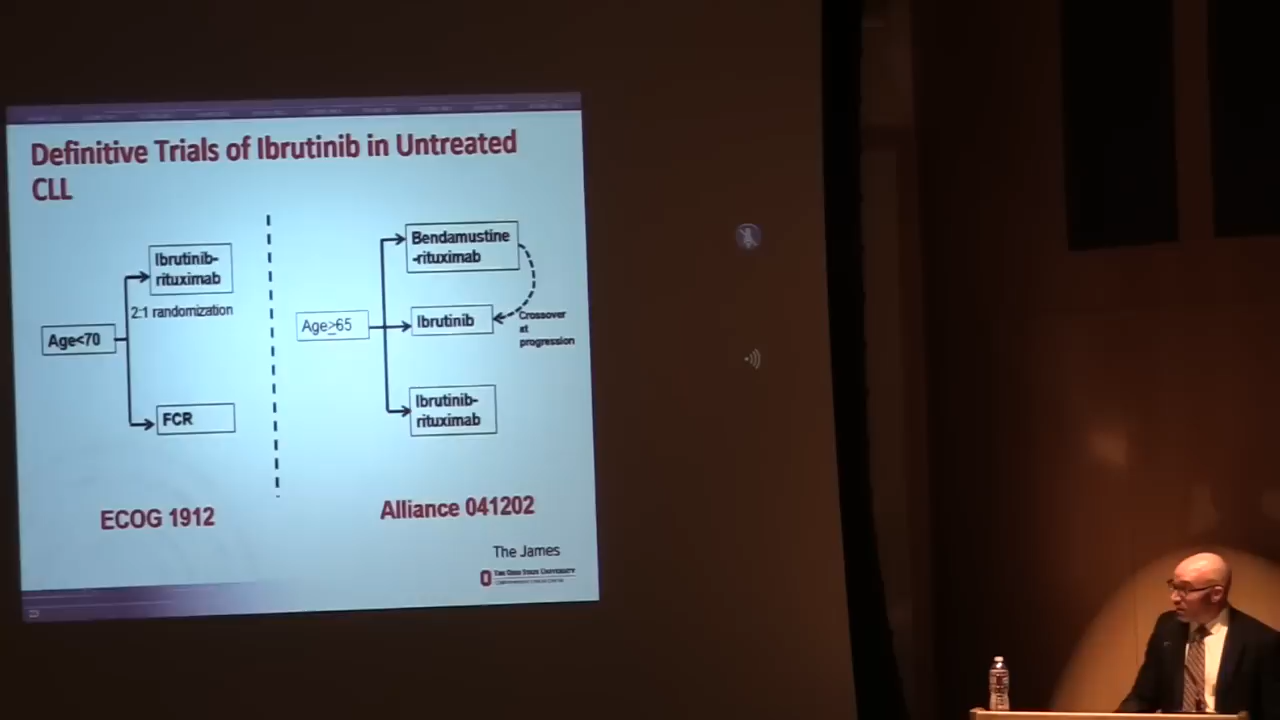 Definitive Trials of Ibrutinib in Untreated
CLL
Ibrutinib-
rituximab
2:1 randomization
Age<70
FCR
ECOG 1912
Bendamustine
-rituximab
Age≥65
Ibrutinib
Crossover
at
progression
Ibrutinib-
rituximab
Alliance 041202
The James
THE OHIO STATE UNIVERSITY